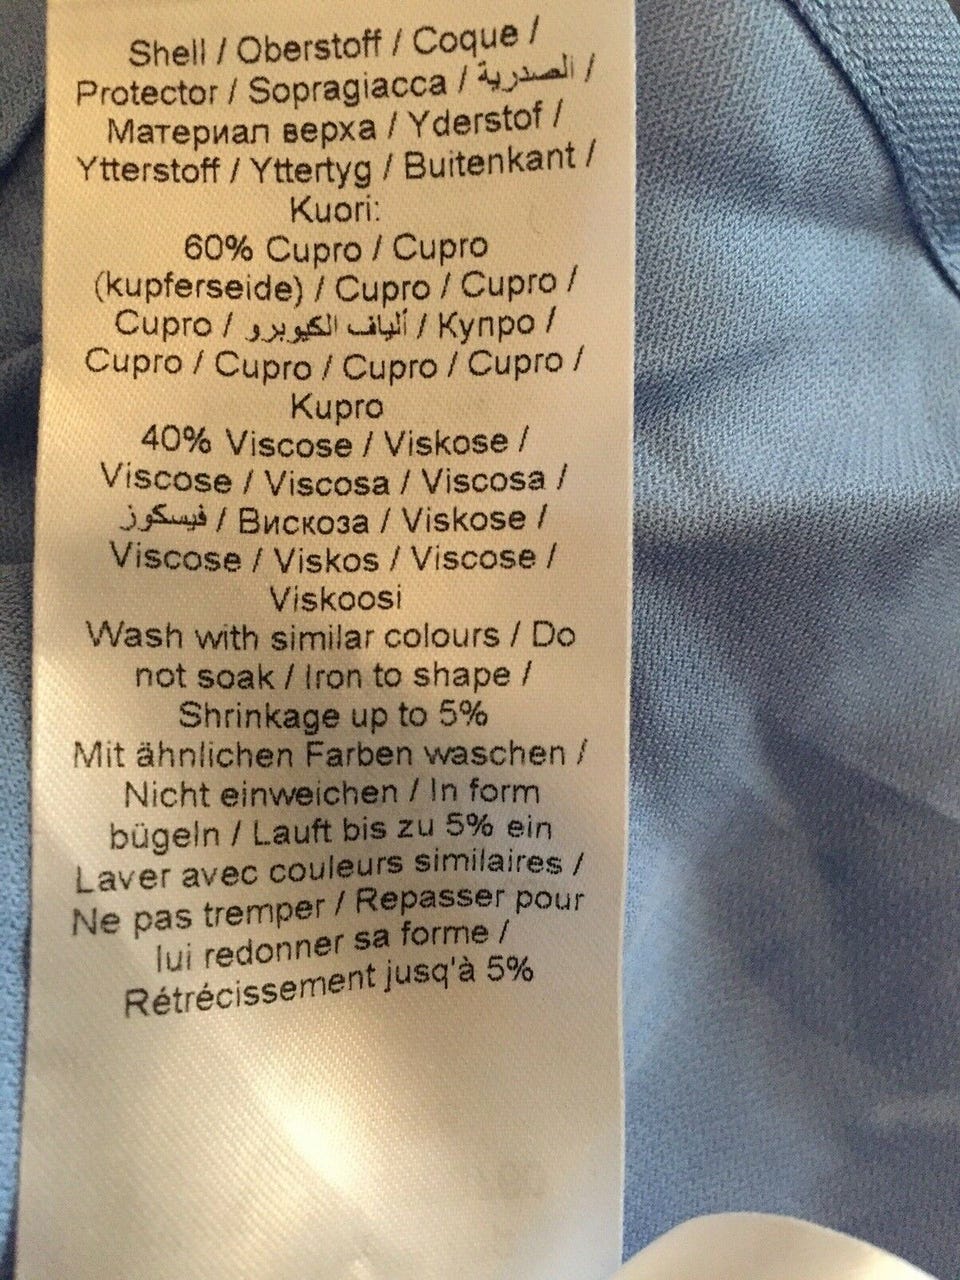 Shell / Oberstoff / Coque /
Protector / Sopragiacca / الصدرية /
Материал верха / Yderstof /
Ytterstoff / Yttertyg / Buitenkant /
Kuori:
60% Cupro / Cupro
(kupferseide) / Cupro / Cupro /
Cupro / ألياف الكيوبرو / Купро /
Cupro / Cupro / Cupro / Cupro /
Kupro
40% Viscose / Viskose /
Viscose / Viscosa / Viscosa /
فيسكوز / Вискоза / Viskose /
Viscose / Viskos / Viscose /
Viskoosi
Wash with similar colours / Do
not soak / Iron to shape /
Shrinkage up to 5%
Mit ähnlichen Farben waschen /
Nicht einweichen / In form
bügeln / Lauft bis zu 5% ein
Laver avec couleurs similaires /
Ne pas tremper / Repasser pour
lui redonner sa forme /
Rétrécissement jusq'à 5%